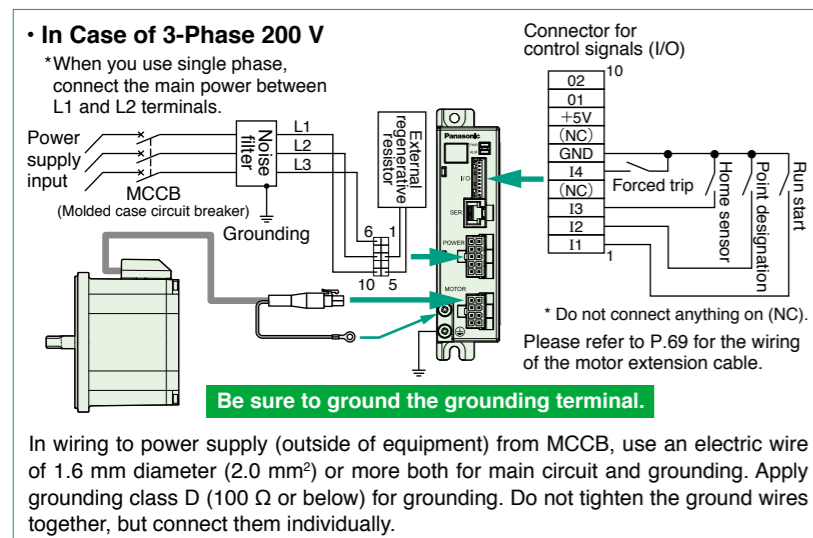 • In Case of 3-Phase 200 V
*When you use single phase,
connect the main power between
L1 and L2 terminals.
Power
supply
input
MCCB
(Molded case circuit breaker)
Noise
filter
Grounding
L1
L2
L3
External
regenerative
resistor
6 1
10 5
Panasonic
I/O
SER
POWER
MOTOR
Connector for
control signals (I/O)
10
02
01
+5V
(NC)
GND
I4
(NC)
I3
I2
I1
1
Forced trip
Home sensor
Point designation
Run start
* Do not connect anything on (NC).
Please refer to P.69 for the wiring
of the motor extension cable.
Be sure to ground the grounding terminal.
In wiring to power supply (outside of equipment) from MCCB, use an electric wire
of 1.6 mm diameter (2.0 mm²) or more both for main circuit and grounding. Apply
grounding class D (100 Ω or below) for grounding. Do not tighten the ground wires
together, but connect them individually.